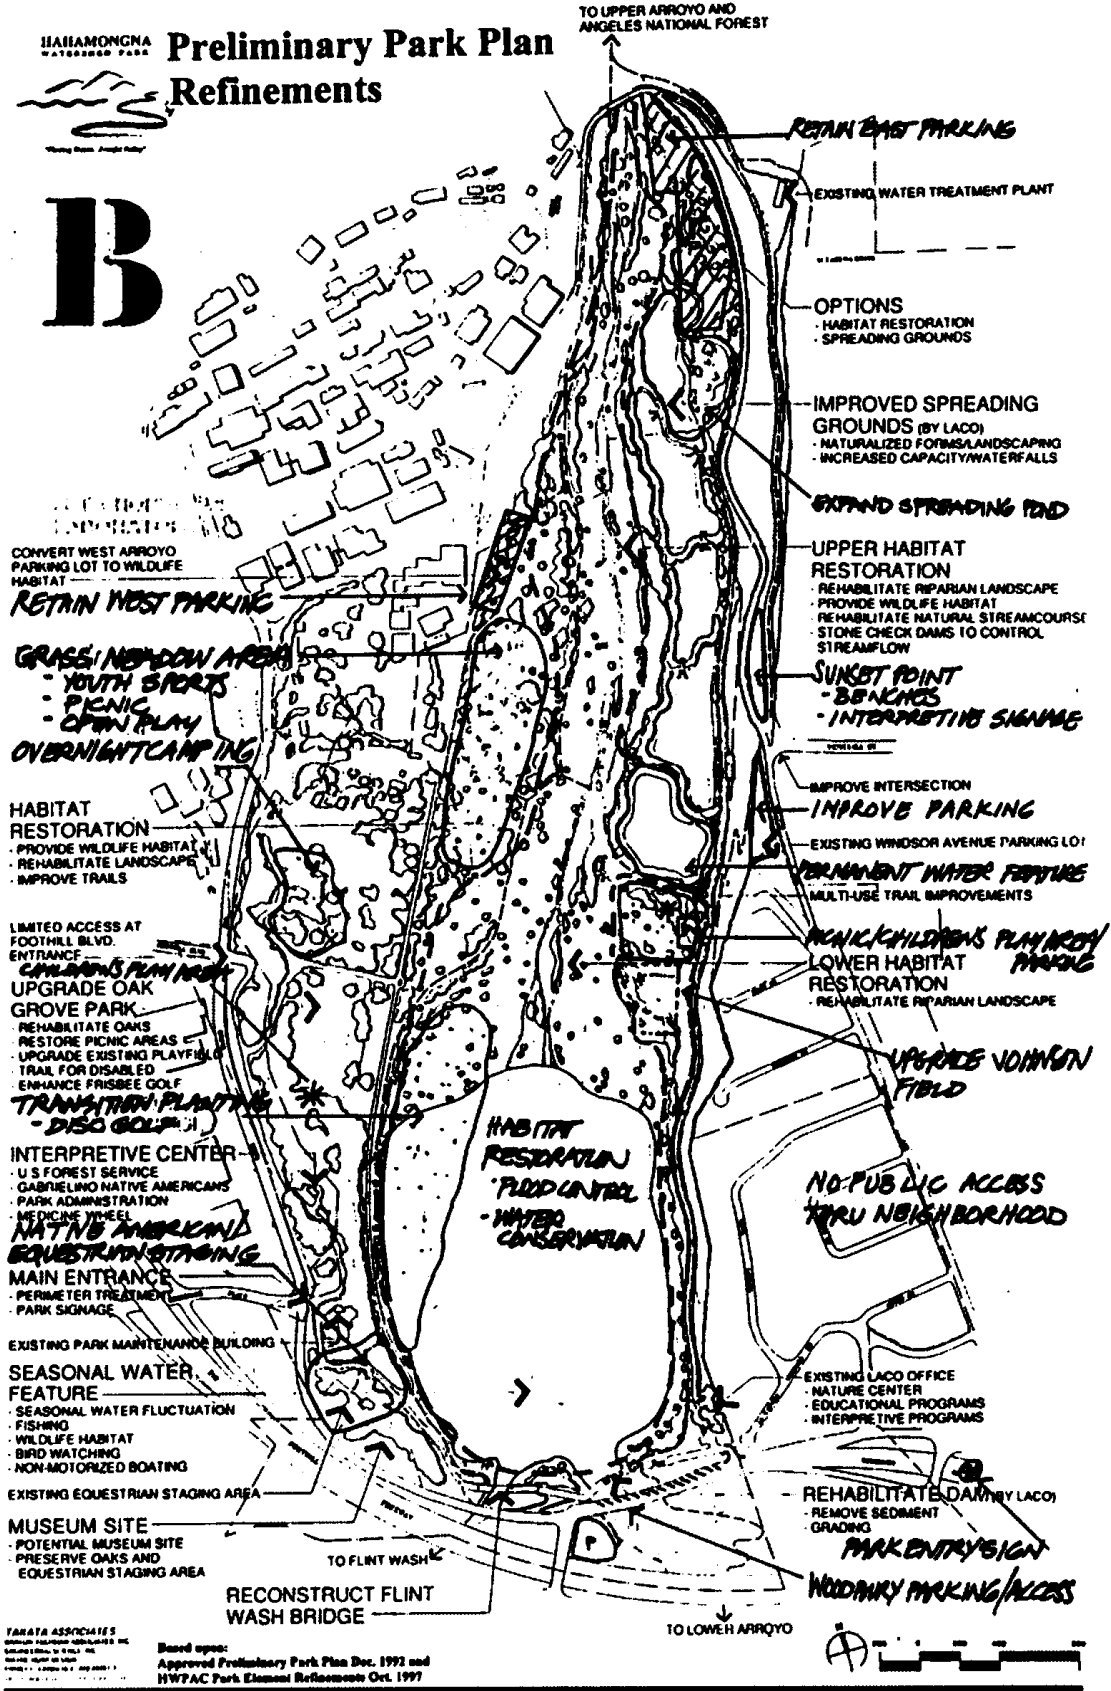 TO UPPER ARROYO AND
ANGELES NATIONAL FOREST
HAHAMONGNA
WATERSHED PARK
Preliminary Park Plan
Refinements
B
RETAIN EAST PARKING
EXISTING WATER TREATMENT PLANT
OPTIONS
- HABITAT RESTORATION
- SPREADING GROUNDS
IMPROVED SPREADING
GROUNDS (BY LACO)
- NATURALIZED FORMS/LANDSCAPING
- INCREASED CAPACITY/WATERFALLS
EXPAND SPREADING POND
UPPER HABITAT
RESTORATION
- REHABILITATE RIPARIAN LANDSCAPE
- PROVIDE WILDLIFE HABITAT
- REHABILITATE NATURAL STREAMCOURSE
- STONE CHECK DAMS TO CONTROL
STREAMFLOW
SUNSET POINT
- BENCHES
- INTERPRETIVE SIGNAGE
IMPROVE INTERSECTION
IMPROVE PARKING
EXISTING WINDSOR AVENUE PARKING LOT
PERMANENT WATER FEATURE
MULTI-USE TRAIL IMPROVEMENTS
PICNIC/CHILDREN'S PLAY AREA/
PARKING
LOWER HABITAT
RESTORATION
- REHABILITATE RIPARIAN LANDSCAPE
UPGRADE JOHNSON
FIELD
NO PUBLIC ACCESS
THRU NEIGHBORHOOD
EXISTING LACO OFFICE
- NATURE CENTER
- EDUCATIONAL PROGRAMS
- INTERPRETIVE PROGRAMS
REHABILITATE DAM (BY LACO)
- REMOVE SEDIMENT
- GRADING
PARK ENTRY SIGN
WOODBURY PARKING/ACCESS
CONVERT WEST ARROYO
PARKING LOT TO WILDLIFE
HABITAT
RETAIN WEST PARKING
GRASS/MEADOW AREA
- YOUTH SPORTS
- PICNIC
- OPEN PLAY
OVERNIGHT CAMPING
HABITAT
RESTORATION
- PROVIDE WILDLIFE HABITAT
- REHABILITATE LANDSCAPE
- IMPROVE TRAILS
LIMITED ACCESS AT
FOOTHILL BLVD.
ENTRANCE
CHILDREN'S PLAY AREA
UPGRADE OAK
GROVE PARK
- REHABILITATE OAKS
- RESTORE PICNIC AREAS
- UPGRADE EXISTING PLAYFIELD
- TRAIL FOR DISABLED
- ENHANCE FRISBEE GOLF
TRANSITION PLANTING
- DISC GOLF
INTERPRETIVE CENTER
- U S FOREST SERVICE
- GABRIELINO NATIVE AMERICANS
- PARK ADMINISTRATION
- MEDICINE WHEEL
NATIVE AMERICAN/
EQUESTRIAN STAGING
MAIN ENTRANCE
- PERIMETER TREATMENT
- PARK SIGNAGE
EXISTING PARK MAINTENANCE BUILDING
SEASONAL WATER
FEATURE
- SEASONAL WATER FLUCTUATION
- FISHING
- WILDLIFE HABITAT
- BIRD WATCHING
- NON-MOTORIZED BOATING
EXISTING EQUESTRIAN STAGING AREA
MUSEUM SITE
- POTENTIAL MUSEUM SITE
- PRESERVE OAKS AND
EQUESTRIAN STAGING AREA
HABITAT
RESTORATION
- FLOOD CONTROL
- WATER
CONSERVATION
P
FREEWAY
TO FLINT WASH
RECONSTRUCT FLINT
WASH BRIDGE
TO LOWER ARROYO
TAKATA ASSOCIATES
Based upon:
Approved Preliminary Park Plan Dec. 1992 and
HWPAC Park Element Refinements Oct. 1997